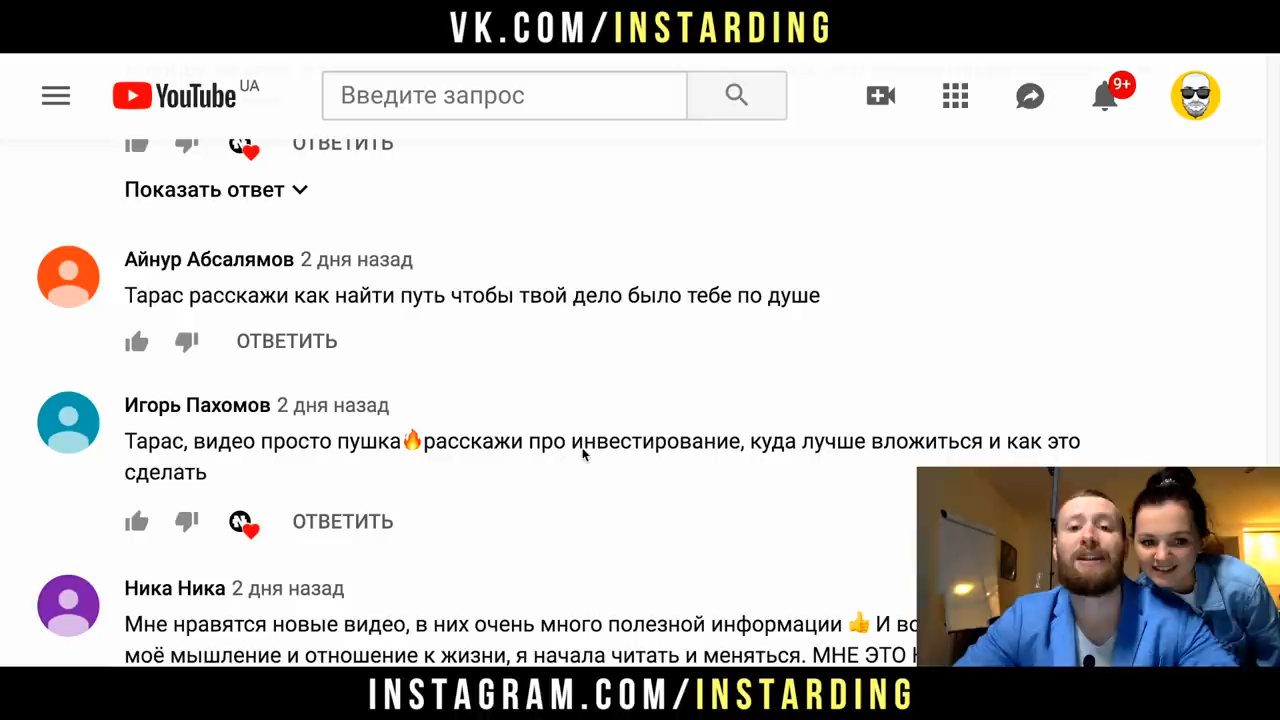 VK.COM/INSTARDING
YouTube UA
Введите запрос
9+
ОТВЕТИТЬ
Показать ответ
Айнур Абсалямов 2 дня назад
Тарас расскажи как найти путь чтобы твой дело было тебе по душе
ОТВЕТИТЬ
Игорь Пахомов 2 дня назад
Тарас, видео просто пушка🔥расскажи про инвестирование, куда лучше вложиться и как это
сделать
ОТВЕТИТЬ
Ника Ника 2 дня назад
Мне нравятся новые видео, в них очень много полезной информации 👍 И
моё мышление и отношение к жизни, я начала читать и меняться. МНЕ ЭТО
INSTAGRAM.COM/INSTARDING